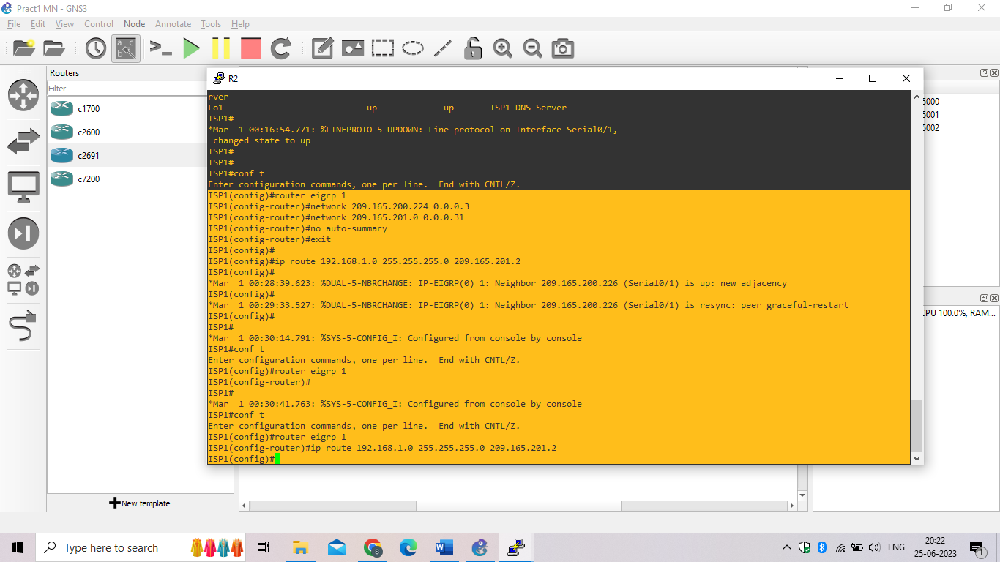 Pract1 MN - GNS3
File Edit View Control Node Annotate Tools Help
Routers
Filter
c1700
c2600
c2691
c7200
New template
R2
rver
Lo1                            up             up       ISP1 DNS Server
ISP1#
*Mar  1 00:16:54.771: %LINEPROTO-5-UPDOWN: Line protocol on Interface Serial0/1,
 changed state to up
ISP1#
ISP1#
ISP1#conf t
Enter configuration commands, one per line.  End with CNTL/Z.
ISP1(config)#router eigrp 1
ISP1(config-router)#network 209.165.200.224 0.0.0.3
ISP1(config-router)#network 209.165.201.0 0.0.0.31
ISP1(config-router)#no auto-summary
ISP1(config-router)#exit
ISP1(config)#
ISP1(config)#ip route 192.168.1.0 255.255.255.0 209.165.201.2
ISP1(config)#
*Mar  1 00:28:39.623: %DUAL-5-NBRCHANGE: IP-EIGRP(0) 1: Neighbor 209.165.200.226 (Serial0/1) is up: new adjacency
ISP1(config)#
*Mar  1 00:29:33.527: %DUAL-5-NBRCHANGE: IP-EIGRP(0) 1: Neighbor 209.165.200.226 (Serial0/1) is resync: peer graceful-restart
ISP1(config)#
ISP1#
*Mar  1 00:30:14.791: %SYS-5-CONFIG_I: Configured from console by console
ISP1#conf t
Enter configuration commands, one per line.  End with CNTL/Z.
ISP1(config)#router eigrp 1
ISP1(config-router)#
ISP1#
*Mar  1 00:30:41.763: %SYS-5-CONFIG_I: Configured from console by console
ISP1#conf t
Enter configuration commands, one per line.  End with CNTL/Z.
ISP1(config)#router eigrp 1
ISP1(config-router)#ip route 192.168.1.0 255.255.255.0 209.165.201.2
ISP1(config)#
5000
5001
5002
CPU 100.0%, RAM...
Type here to search
ENG
20:22
25-06-2023
1